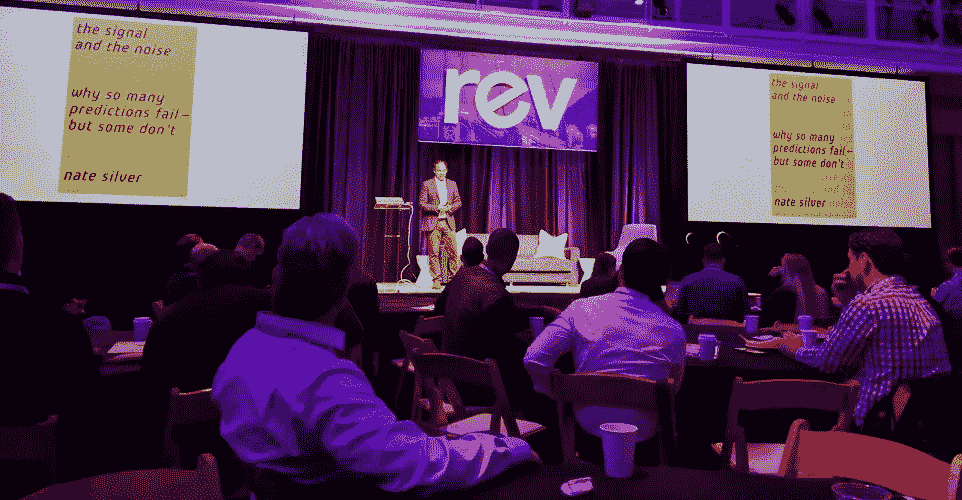 the signal
and the noise
why so many
predictions fail—
but some don't
nate silver
rev
the signal
and the noise
why so many
predictions fail—
but some don't
nate silver